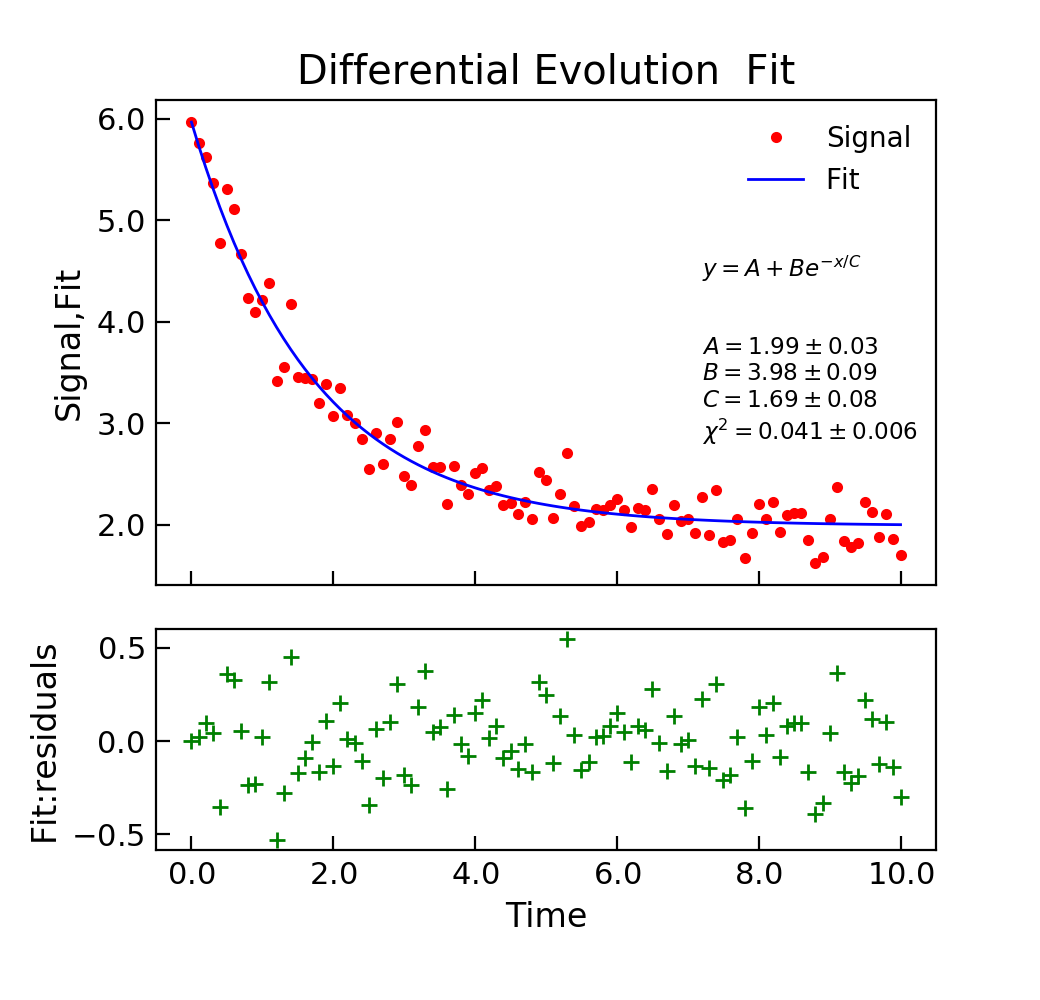 Differential Evolution  Fit
6.0
5.0
4.0
3.0
2.0
Signal,Fit
Signal
Fit
y = A + Be^{-x/C}
A = 1.99 ± 0.03
B = 3.98 ± 0.09
C = 1.69 ± 0.08
χ² = 0.041 ± 0.006
0.5
0.0
−0.5
Fit:residuals
0.0 2.0 4.0 6.0 8.0 10.0
Time